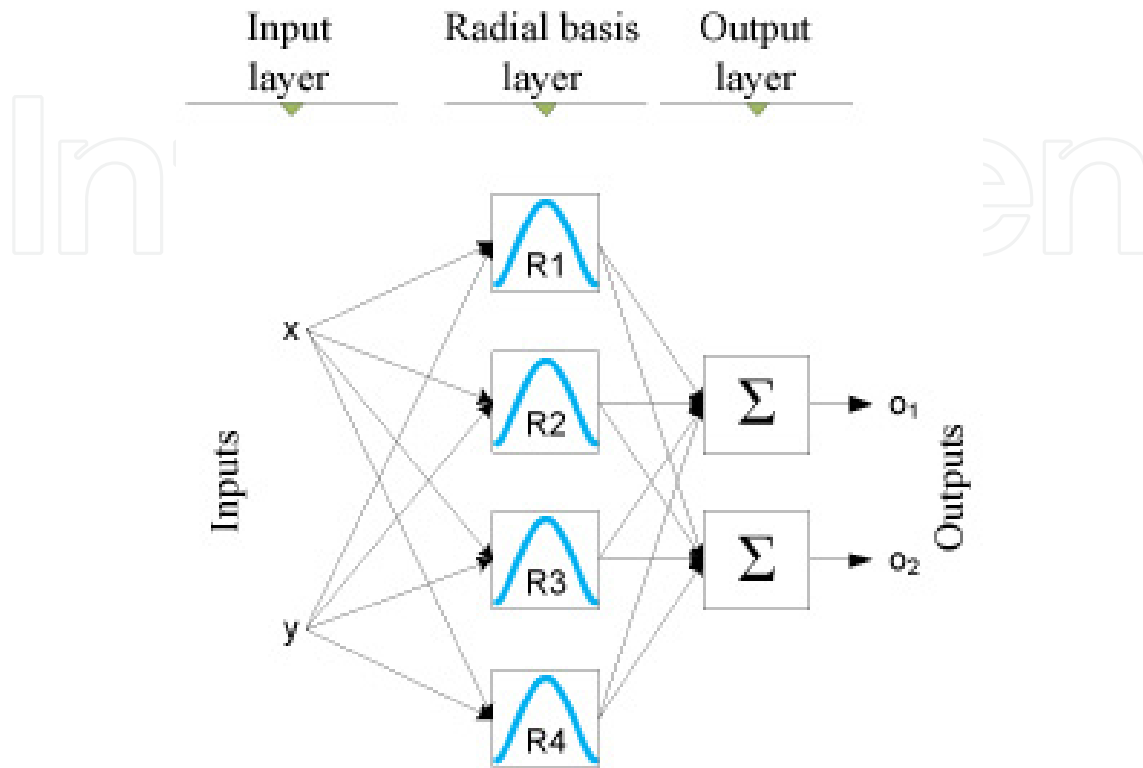 Input layer
Radial basis layer
Output layer
Inputs
x
y
R1
R2
R3
R4
Σ
Σ
o₁
o₂
Outputs